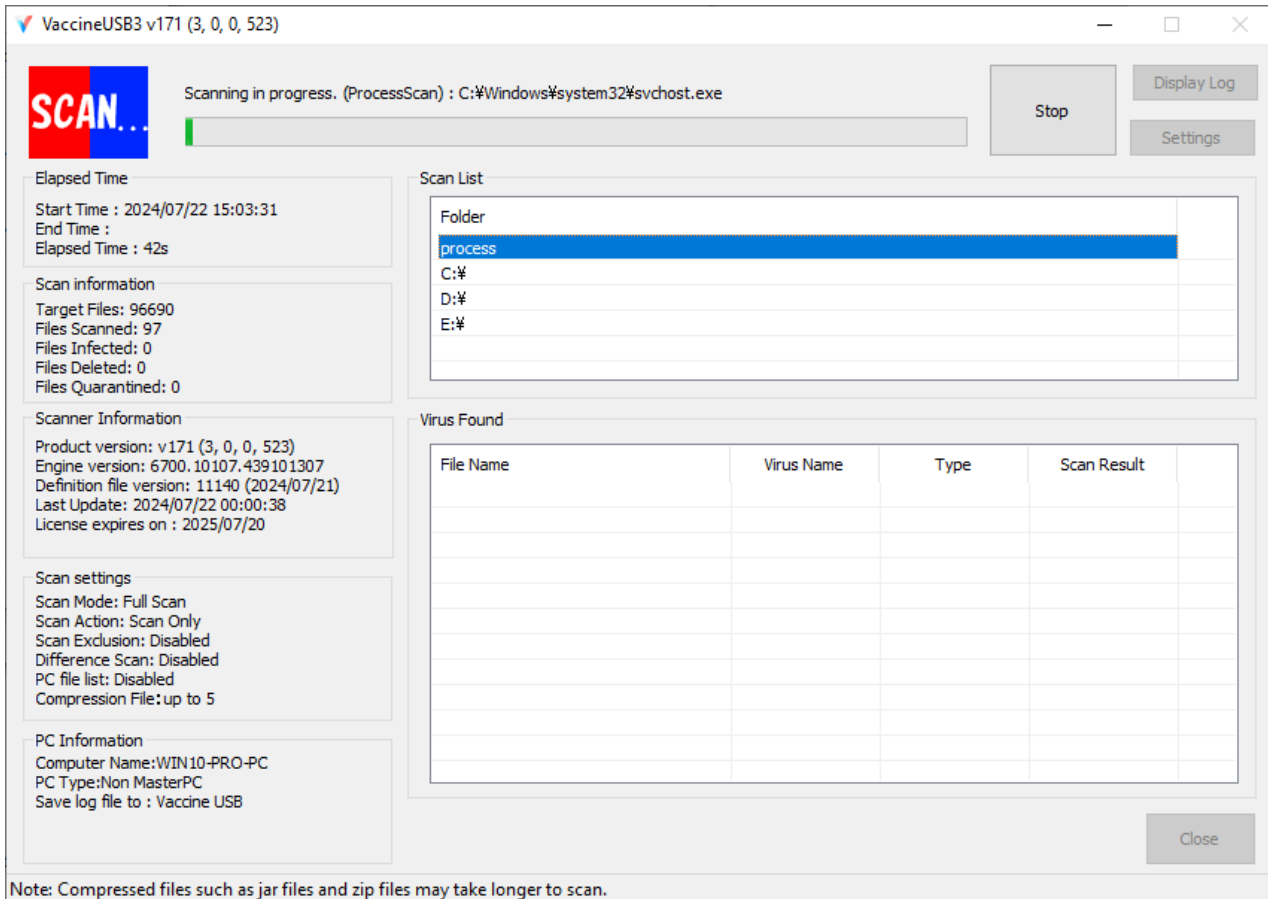 VaccineUSB3 v171 (3, 0, 0, 523)
SCAN...
Scanning in progress. (ProcessScan) : C:¥Windows¥system32¥svchost.exe
Stop
Display Log
Settings
Elapsed Time
Start Time : 2024/07/22 15:03:31
End Time :
Elapsed Time : 42s
Scan information
Target Files: 96690
Files Scanned: 97
Files Infected: 0
Files Deleted: 0
Files Quarantined: 0
Scanner Information
Product version: v171 (3, 0, 0, 523)
Engine version: 6700.10107.439101307
Definition file version: 11140 (2024/07/21)
Last Update: 2024/07/22 00:00:38
License expires on : 2025/07/20
Scan settings
Scan Mode: Full Scan
Scan Action: Scan Only
Scan Exclusion: Disabled
Difference Scan: Disabled
PC file list: Disabled
Compression File:up to 5
PC Information
Computer Name:WIN10-PRO-PC
PC Type:Non MasterPC
Save log file to : Vaccine USB
Scan List
Folder
process
C:¥
D:¥
E:¥
Virus Found
File Name Virus Name Type Scan Result
Close
Note: Compressed files such as jar files and zip files may take longer to scan.